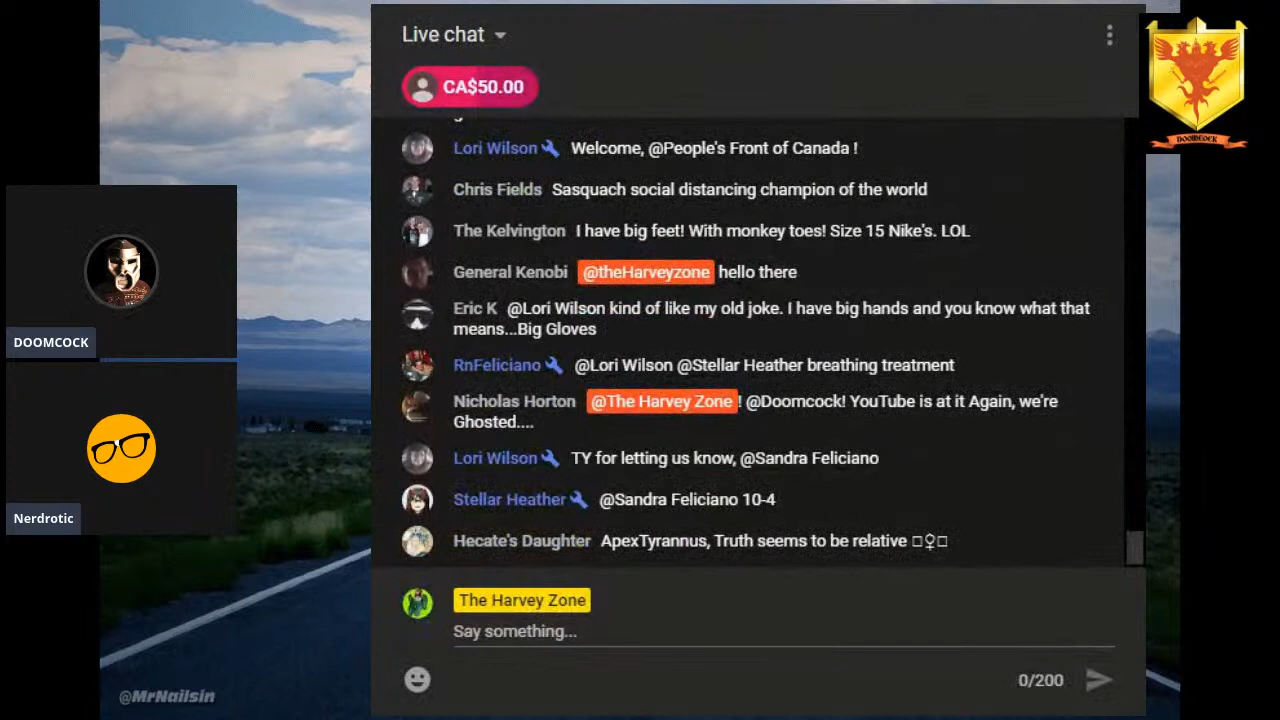 Live chat
CA$50.00
Lori Wilson Welcome, @People's Front of Canada !
Chris Fields Sasquach social distancing champion of the world
The Kelvington I have big feet! With monkey toes! Size 15 Nike's. LOL
General Kenobi @theHarveyzone hello there
Eric K @Lori Wilson kind of like my old joke. I have big hands and you know what that
means...Big Gloves
RnFeliciano @Lori Wilson @Stellar Heather breathing treatment
Nicholas Horton @The Harvey Zone ! @Doomcock! YouTube is at it Again, we're
Ghosted....
Lori Wilson TY for letting us know, @Sandra Feliciano
Stellar Heather @Sandra Feliciano 10-4
Hecate's Daughter ApexTyrannus, Truth seems to be relative □♀□
The Harvey Zone
Say something...
0/200
DOOMCOCK
Nerdrotic
DOOMCOCK
@MrNailsin